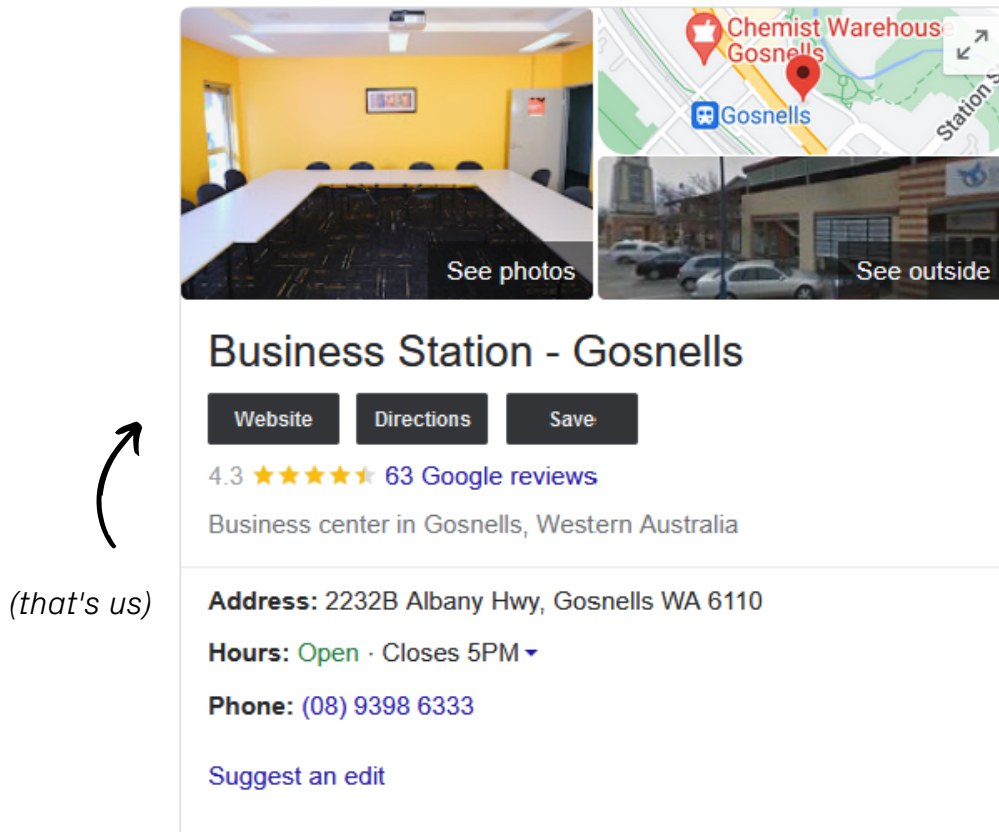 Chemist Warehouse
Gosnells
Gosnells
Station S
See photos
See outside
Business Station - Gosnells
Website
Directions
Save
4.3
63 Google reviews
Business center in Gosnells, Western Australia
(that's us)
Address: 2232B Albany Hwy, Gosnells WA 6110
Hours: Open · Closes 5PM
Phone: (08) 9398 6333
Suggest an edit